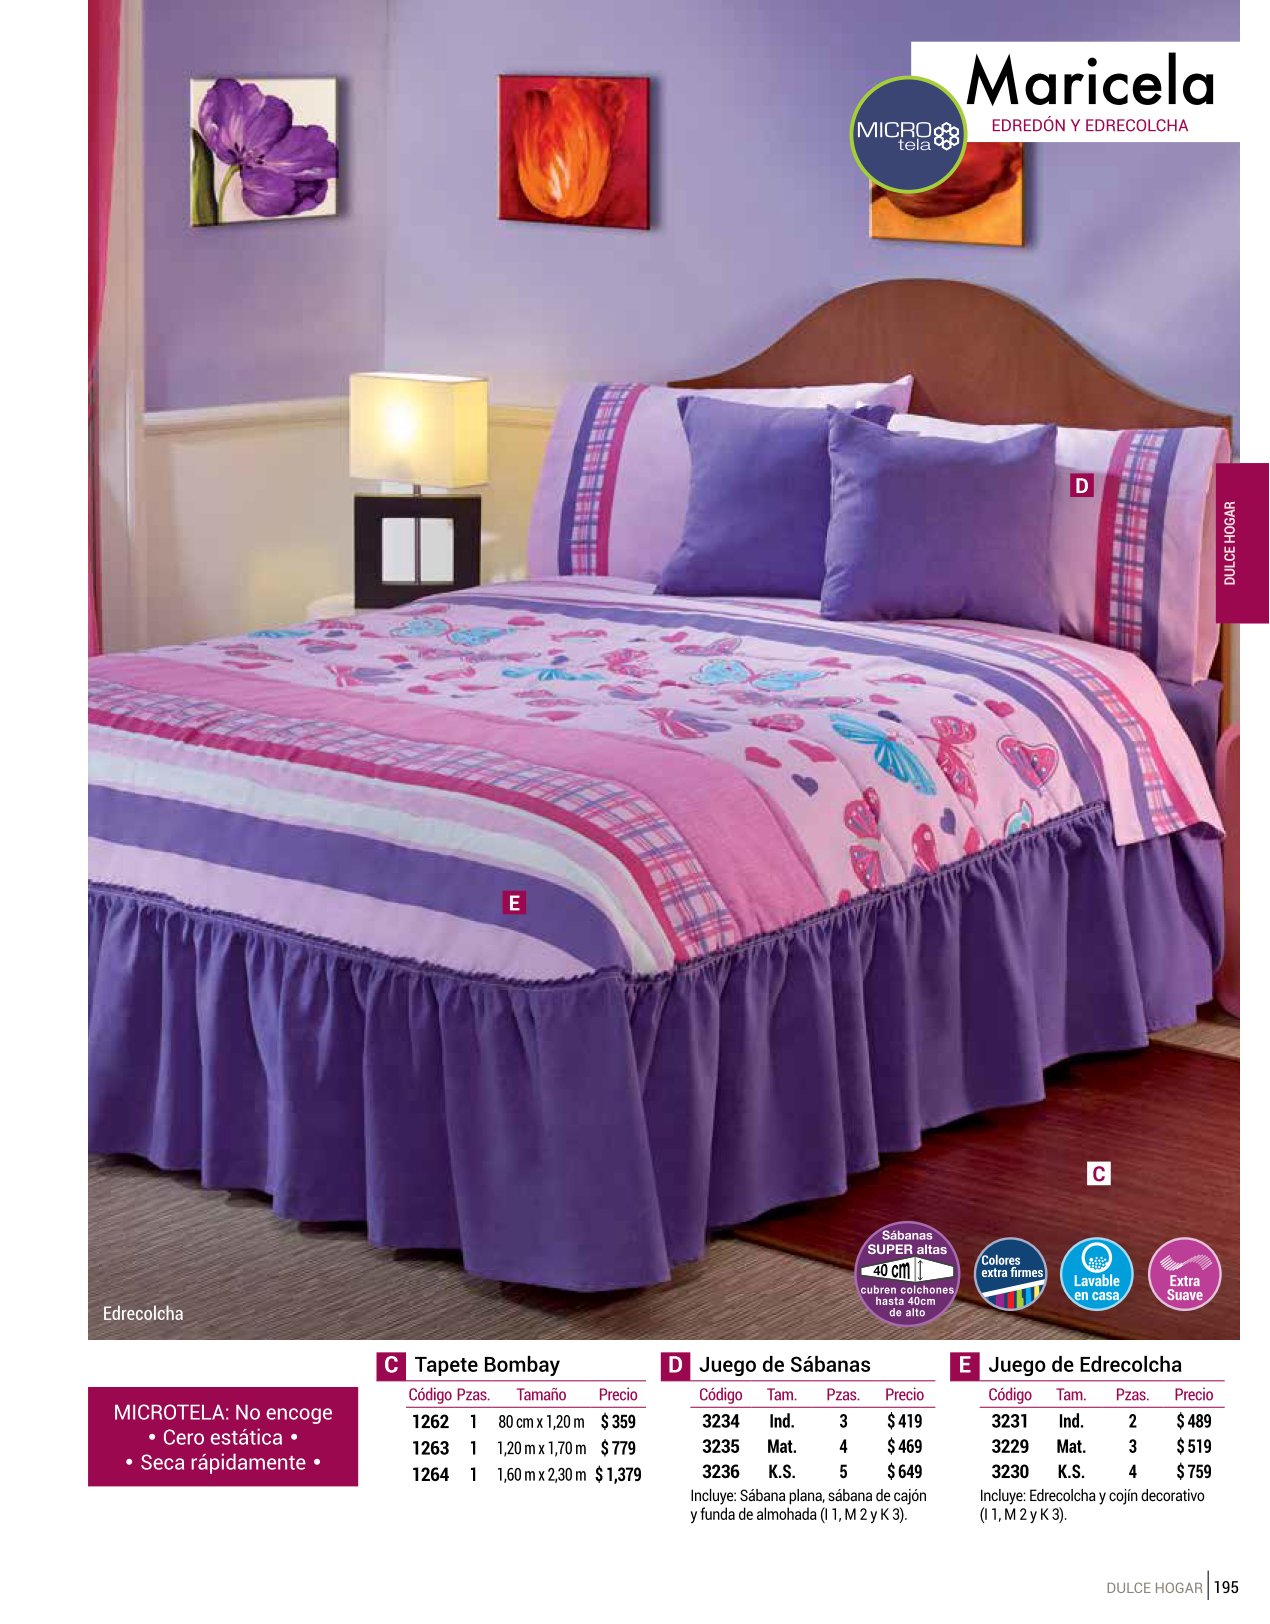 Maricela
EDREDÓN Y EDRECOLCHA
MICRO
tela
D
DULCE HOGAR
E
C
Sábanas
SUPER altas
40 cm
cubren colchones
hasta 40cm
de alto
Colores
extra firmes
Lavable
en casa
Extra
Suave
Edrecolcha
MICROTELA: No encoge
• Cero estática •
• Seca rápidamente •
C Tapete Bombay
Código Pzas. Tamaño Precio
1262 1 80 cm x 1,20 m $ 359
1263 1 1,20 m x 1,70 m $ 779
1264 1 1,60 m x 2,30 m $ 1,379
D Juego de Sábanas
Código Tam. Pzas. Precio
3234 Ind. 3 $ 419
3235 Mat. 4 $ 469
3236 K.S. 5 $ 649
Incluye: Sábana plana, sábana de cajón
y funda de almohada (I 1, M 2 y K 3).
E Juego de Edrecolcha
Código Tam. Pzas. Precio
3231 Ind. 2 $ 489
3229 Mat. 3 $ 519
3230 K.S. 4 $ 759
Incluye: Edrecolcha y cojín decorativo
(I 1, M 2 y K 3).
DULCE HOGAR 195